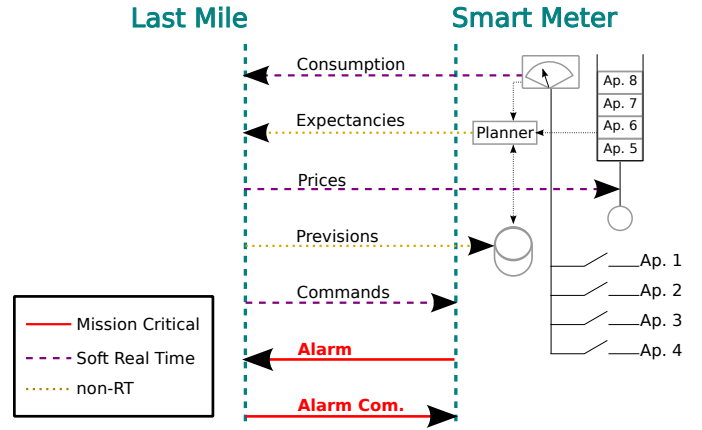 Last Mile
Smart Meter
Consumption
Expectancies
Prices
Previsions
Commands
Alarm
Alarm Com.
Planner
Ap. 8
Ap. 7
Ap. 6
Ap. 5
Ap. 1
Ap. 2
Ap. 3
Ap. 4
Mission Critical
Soft Real Time
non-RT